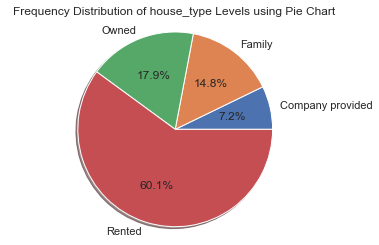 Frequency Distribution of house_type Levels using Pie Chart
Owned
Family
17.9%
14.8%
Company provided
7.2%
60.1%
Rented